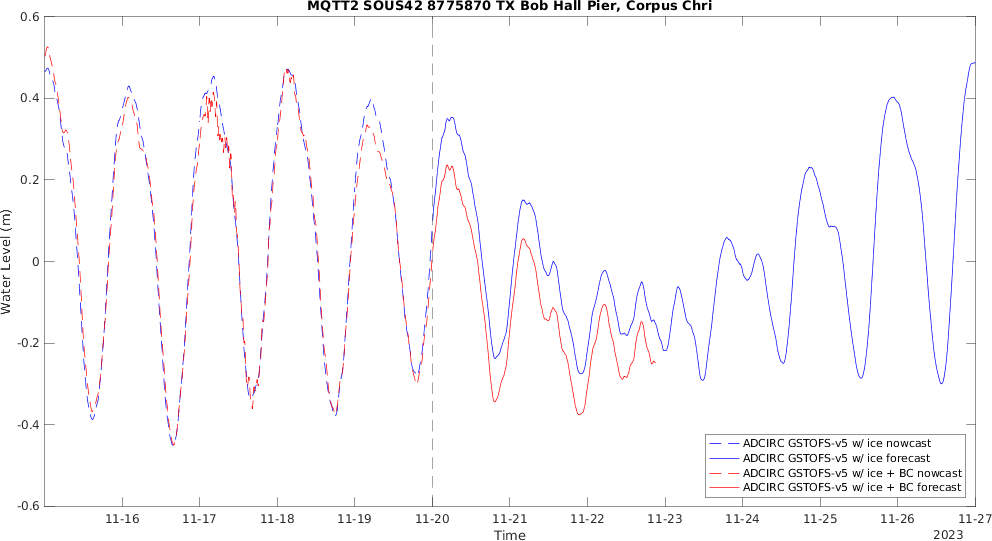 MQTT2 SOUS42 8775870 TX Bob Hall Pier, Corpus Chri
0.6
0.4
0.2
0
-0.2
-0.4
-0.6
Water Level (m)
ADCIRC GSTOFS-v5 w/ ice nowcast
ADCIRC GSTOFS-v5 w/ ice forecast
ADCIRC GSTOFS-v5 w/ ice + BC nowcast
ADCIRC GSTOFS-v5 w/ ice + BC forecast
11-16 11-17 11-18 11-19 11-20 11-21 11-22 11-23 11-24 11-25 11-26 11-27
Time
2023